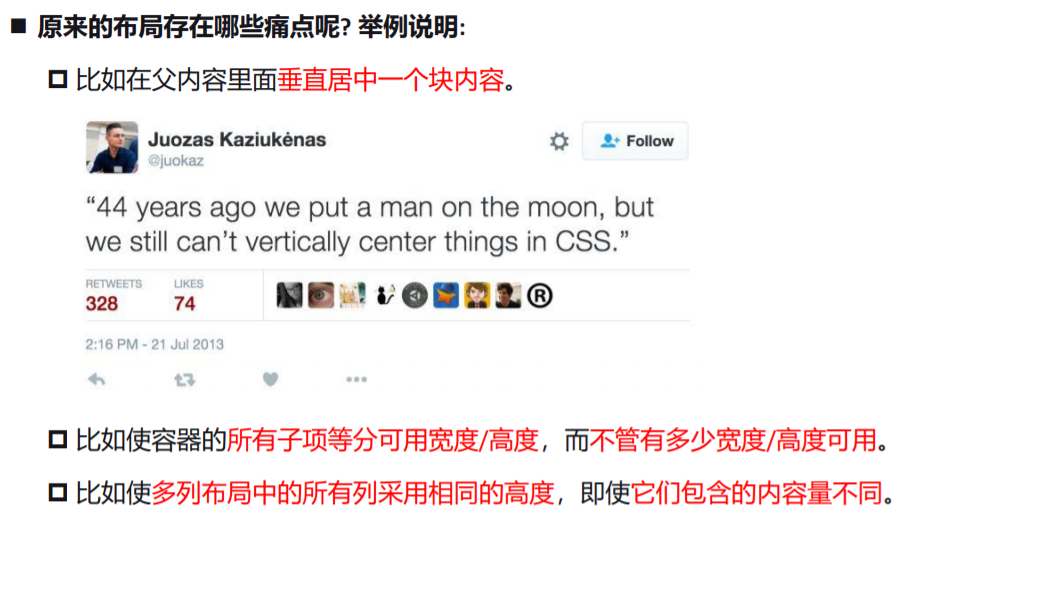 原来的布局存在哪些痛点呢? 举例说明:
比如在父内容里面垂直居中一个块内容。
Juozas Kaziukėnas
@juokaz
Follow
“44 years ago we put a man on the moon, but
we still can’t vertically center things in CSS.”
RETWEETS LIKES
328 74
®
2:16 PM - 21 Jul 2013
比如使容器的所有子项等分可用宽度/高度，而不管有多少宽度/高度可用。
比如使多列布局中的所有列采用相同的高度，即使它们包含的内容量不同。